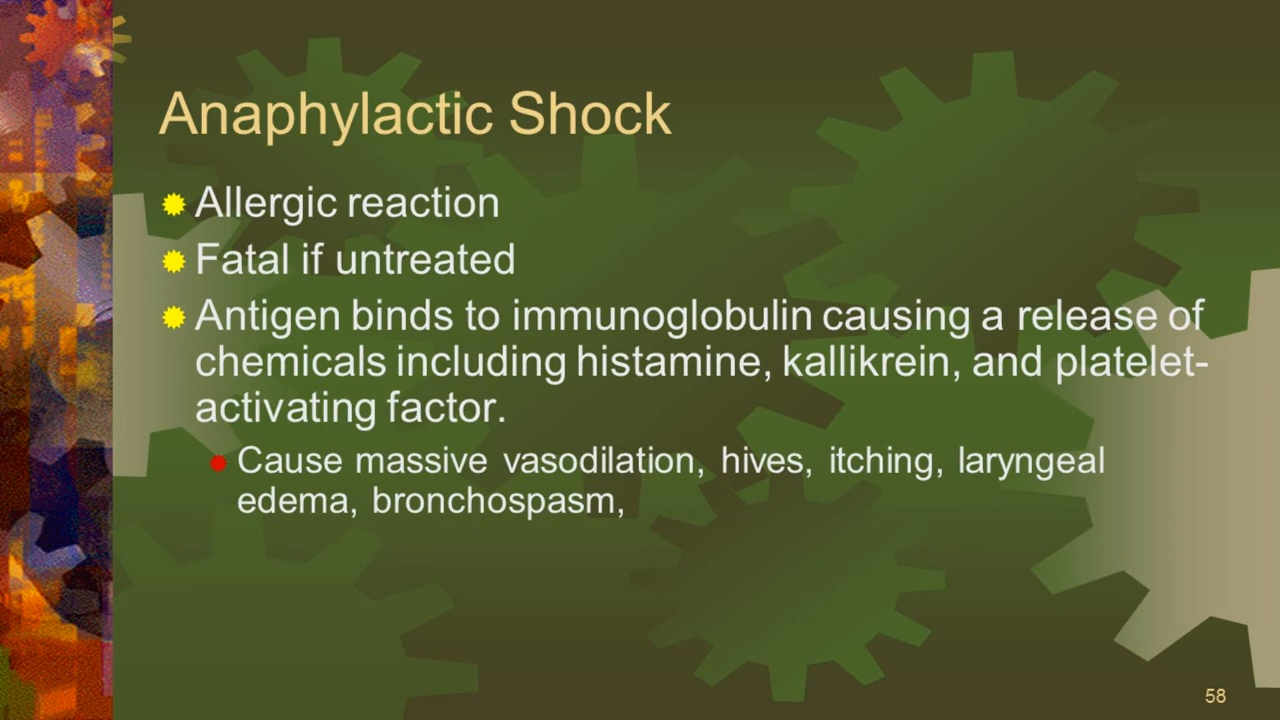 Anaphylactic Shock
Allergic reaction
Fatal if untreated
Antigen binds to immunoglobulin causing a release of
chemicals including histamine, kallikrein, and platelet-
activating factor.
Cause massive vasodilation, hives, itching, laryngeal
edema, bronchospasm,
58